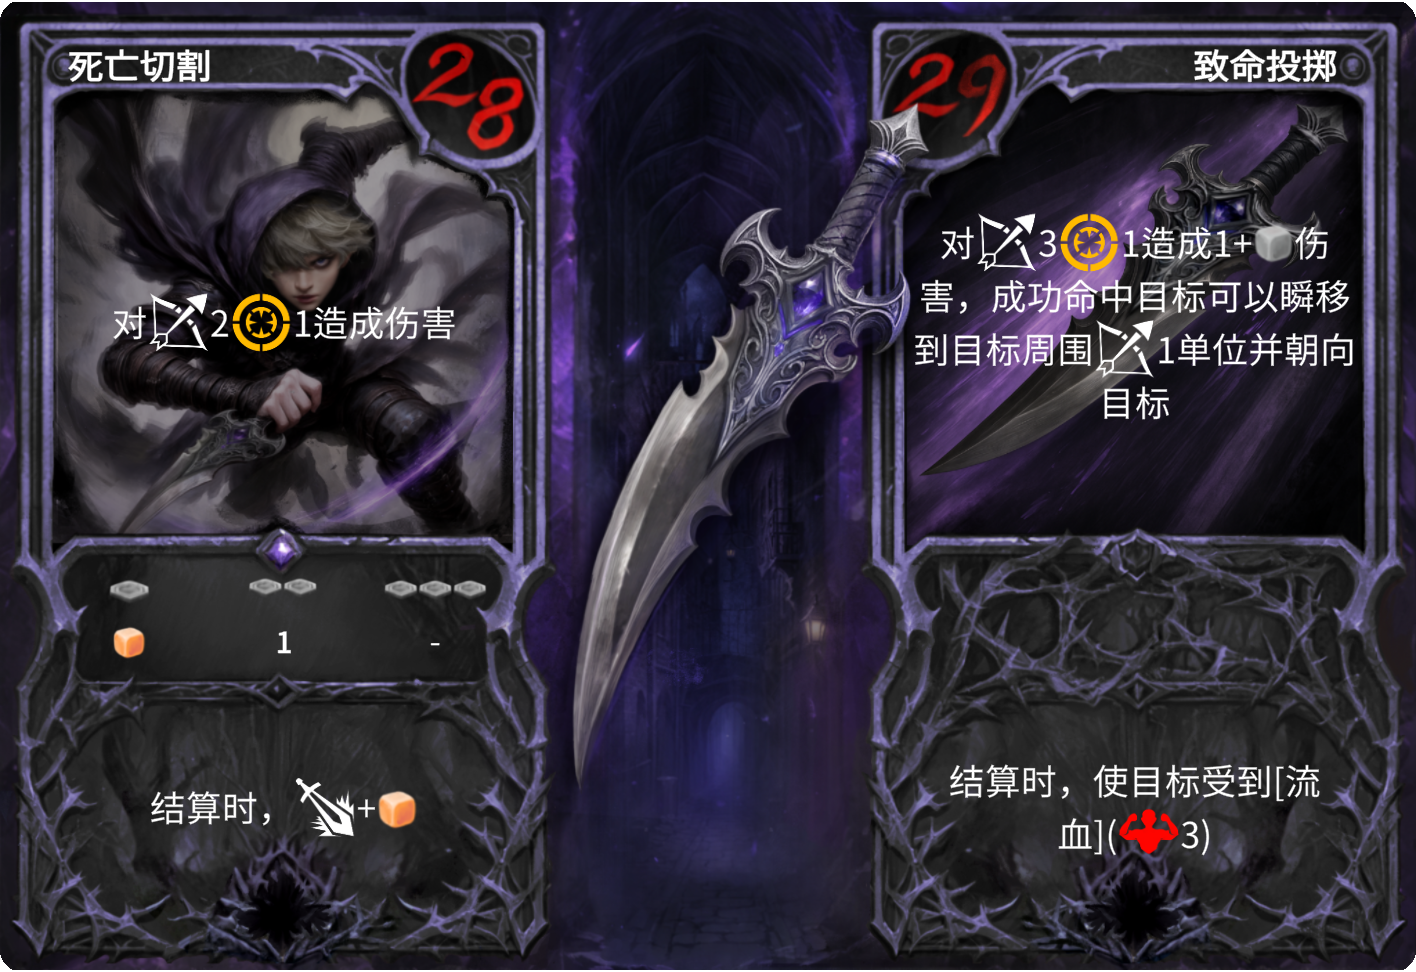 死亡切割
28
对21造成伤害
1
-
结算时，+
29
致命投掷
对31造成1+伤
害，成功命中目标可以瞬移
到目标周围1单位并朝向
目标
结算时，使目标受到[流
血](3)